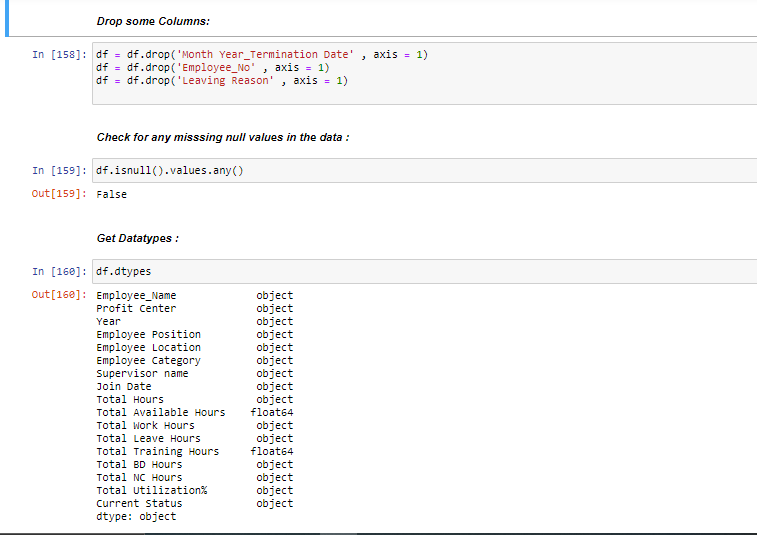 Drop some Columns:
In [158]: df = df.drop('Month Year_Termination Date' , axis = 1)
df = df.drop('Employee_No' , axis = 1)
df = df.drop('Leaving Reason' , axis = 1)
Check for any misssing null values in the data :
In [159]: df.isnull().values.any()
Out[159]: False
Get Datatypes :
In [160]: df.dtypes
Out[160]: Employee_Name object
Profit Center object
Year object
Employee Position object
Employee Location object
Employee Category object
Supervisor name object
Join Date object
Total Hours object
Total Available Hours float64
Total Work Hours object
Total Leave Hours object
Total Training Hours float64
Total BD Hours object
Total NC Hours object
Total Utilization% object
Current Status object
dtype: object